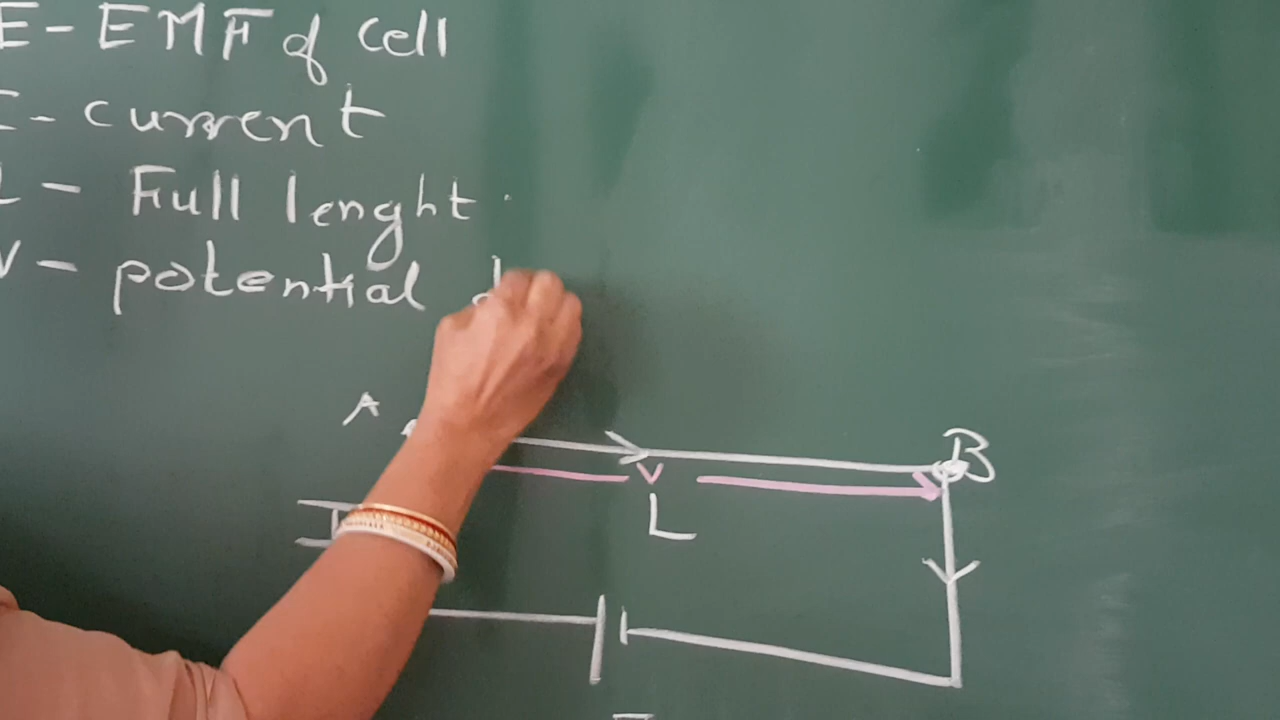 E - EMF of cell
I - current
L - Full lenght
V - potential d
A
B
V
L
I